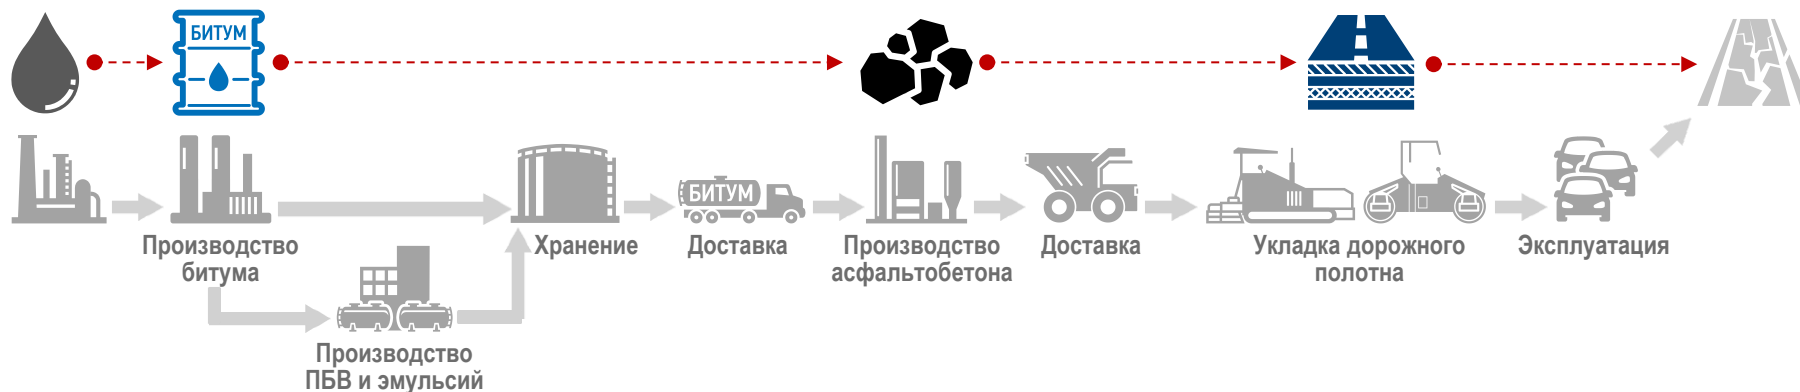 БИТУМ
БИТУМ
Производство
битума
Хранение
Доставка
Производство
асфальтобетона
Доставка
Укладка дорожного
полотна
Эксплуатация
Производство
ПБВ и эмульсий